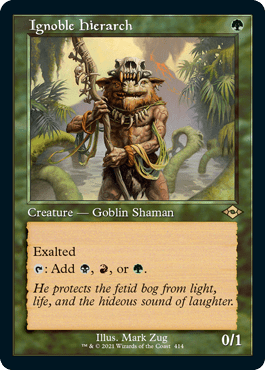 Ignoble Hierarch
Creature — Goblin Shaman
Exalted
: Add , , or .
He protects the fetid bog from light,
life, and the hideous sound of laughter.
Illus. Mark Zug
™ & © 2021 Wizards of the Coast 414
0/1